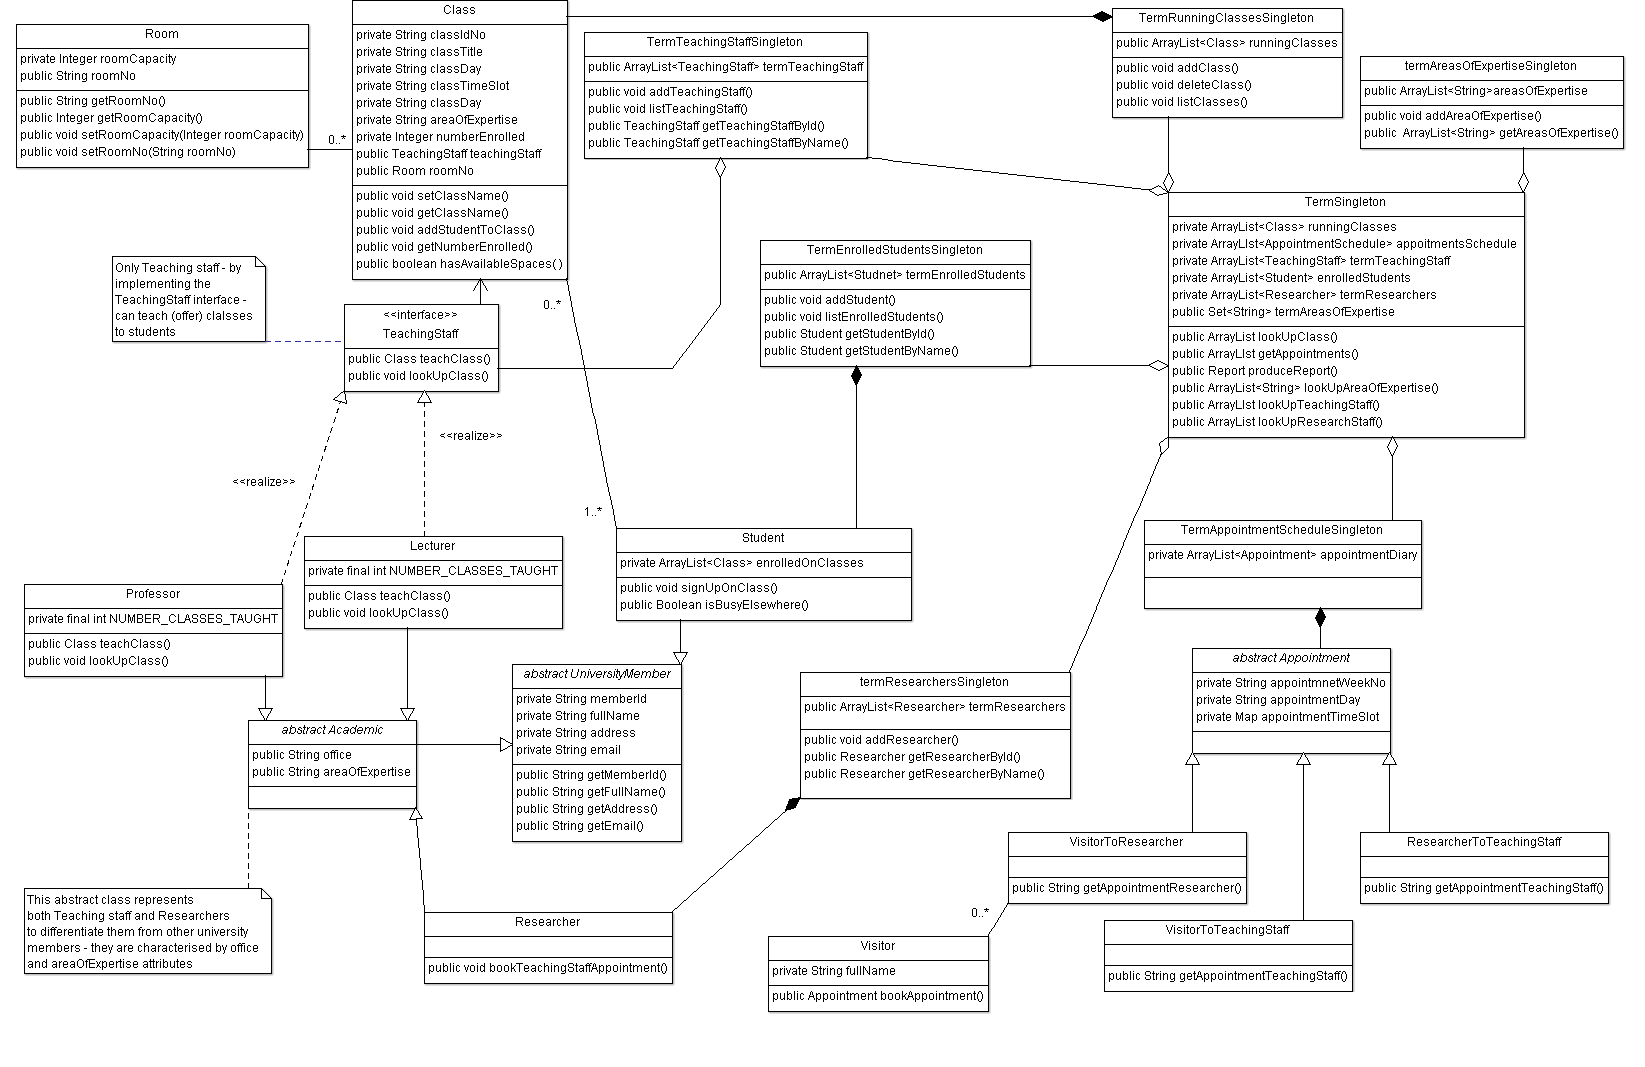 Class
private String classIdNo
private String classTitle
private String classDay
private String classTimeSlot
private String classDay
private String areaOfExpertise
private Integer numberEnrolled
public TeachingStaff teachingStaff
public Room roomNo
public void setClassName()
public void getClassName()
public void addStudentToClass()
public void getNumberEnrolled()
public boolean hasAvailableSpaces()
Room
private Integer roomCapacity
public String roomNo
public String getRoomNo()
public Integer getRoomCapacity()
public void setRoomCapacity(Integer roomCapacity)
public void setRoomNo(String roomNo)
0..*
TermTeachingStaffSingleton
public ArrayList<TeachingStaff> termTeachingStaff
public void addTeachingStaff()
public void listTeachingStaff()
public TeachingStaff getTeachingStaffById()
public TeachingStaff getTeachingStaffByName()
TermRunningClassesSingleton
public ArrayList<Class> runningClasses
public void addClass()
public void deleteClass()
public void listClasses()
termAreasOfExpertiseSingleton
public ArrayList<String>areasOfExpertise
public void addAreaOfExpertise()
public ArrayList<String> getAreasOfExpertise()
TermSingleton
private ArrayList<Class> runningClasses
private ArrayList<AppointmentSchedule> appoitmentsSchedule
private ArrayList<TeachingStaff> termTeachingStaff
private ArrayList<Student> enrolledStudents
private ArrayList<Researcher> termResearchers
public Set<String> termAreasOfExpertise
public ArrayList lookUpClass()
public ArrayList getAppointments()
public Report produceReport()
public ArrayList<String> lookUpAreaOfExpertise()
public ArrayList lookUpTeachingStaff()
public ArrayList lookUpResearchStaff()
TermEnrolledStudentsSingleton
public ArrayList<Studnet> termEnrolledStudents
public void addStudent()
public void listEnrolledStudents()
public Student getStudentById()
public Student getStudentByName()
Only Teaching staff - by
implementing the
TeachingStaff interface -
can teach (offer) clalsses
to students
<<interface>>
TeachingStaff
public Class teachClass()
public void lookUpClass()
0..*
1..*
<<realize>>
<<realize>>
Lecturer
private final int NUMBER_CLASSES_TAUGHT
public Class teachClass()
public void lookUpClass()
Professor
private final int NUMBER_CLASSES_TAUGHT
public Class teachClass()
public void lookUpClass()
Student
private ArrayList<Class> enrolledOnClasses
public void signUpOnClass()
public Boolean isBusyElsewhere()
TermAppointmentScheduleSingleton
private ArrayList<Appointment> appointmentDiary
abstract Academic
public String office
public String areaOfExpertise
abstract UniversityMember
private String memberId
private String fullName
private String address
private String email
public String getMemberId()
public String getFullName()
public String getAddress()
public String getEmail()
termResearchersSingleton
public ArrayList<Researcher> termResearchers
public void addResearcher()
public Researcher getResearcherById()
public Researcher getResearcherByName()
abstract Appointment
private String appointmnetWeekNo
private String appointmentDay
private Map appointmentTimeSlot
VisitorToResearcher
public String getAppointmentResearcher()
ResearcherToTeachingStaff
public String getAppointmentTeachingStaff()
VisitorToTeachingStaff
public String getAppointmentTeachingStaff()
This abstract class represents
both Teaching staff and Researchers
to differentiate them from other university
members - they are characterised by office
and areaOfExpertise attributes
Researcher
public void bookTeachingStaffAppointment()
0..*
Visitor
private String fullName
public Appointment bookAppointment()